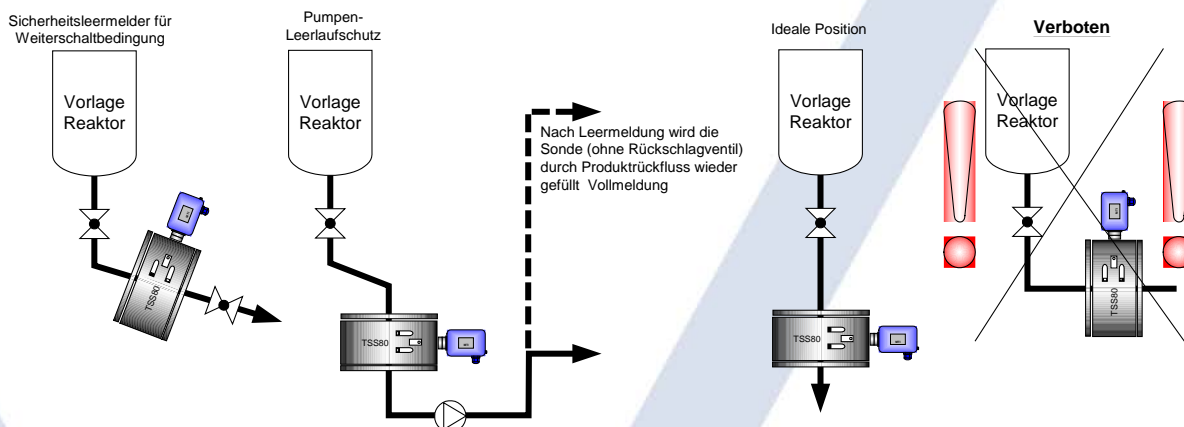 Sicherheitsleermelder für
Weiterschaltbedingung
Vorlage
Reaktor
TSS80
Pumpen-
Leerlaufschutz
Vorlage
Reaktor
TSS80
Nach Leermeldung wird die
Sonde (ohne Rückschlagventil)
durch Produktrückfluss wieder
gefüllt Vollmeldung
Ideale Position
Vorlage
Reaktor
TSS80
Verboten
Vorlage
Reaktor
TSS80